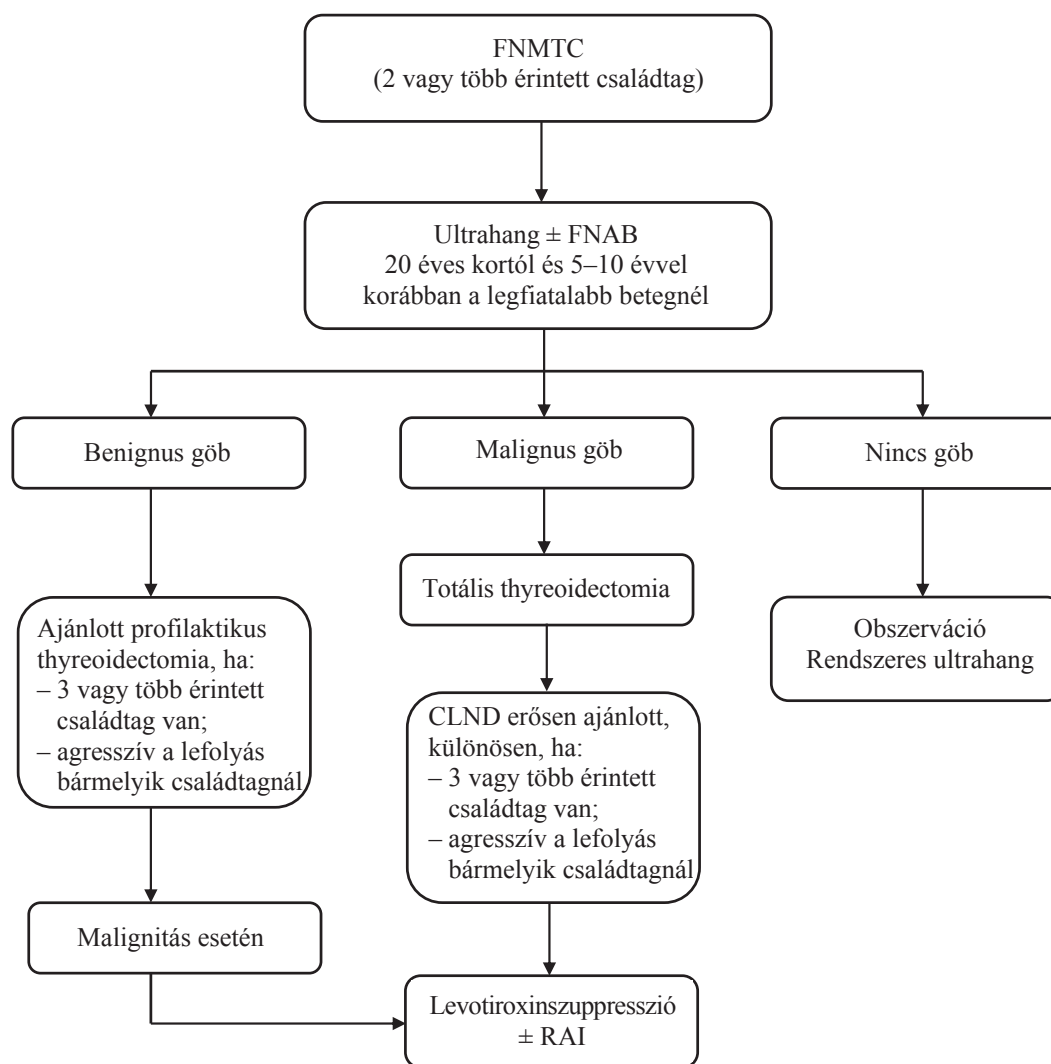 FNMTC
(2 vagy több érintett családtag)
Ultrahang ± FNAB
20 éves kortól és 5–10 évvel
korábban a legfiatalabb betegnél
Benignus göb
Malignus göb
Nincs göb
Ajánlott profilaktikus
thyreoidectomia, ha:
– 3 vagy több érintett
családtag van;
– agresszív a lefolyás
bármelyik családtagnál
Totális thyreoidectomia
Obszerváció
Rendszeres ultrahang
CLND erősen ajánlott,
különösen, ha:
– 3 vagy több érintett
családtag van;
– agresszív a lefolyás
bármelyik családtagnál
Malignitás esetén
Levotiroxinszuppresszió
± RAI